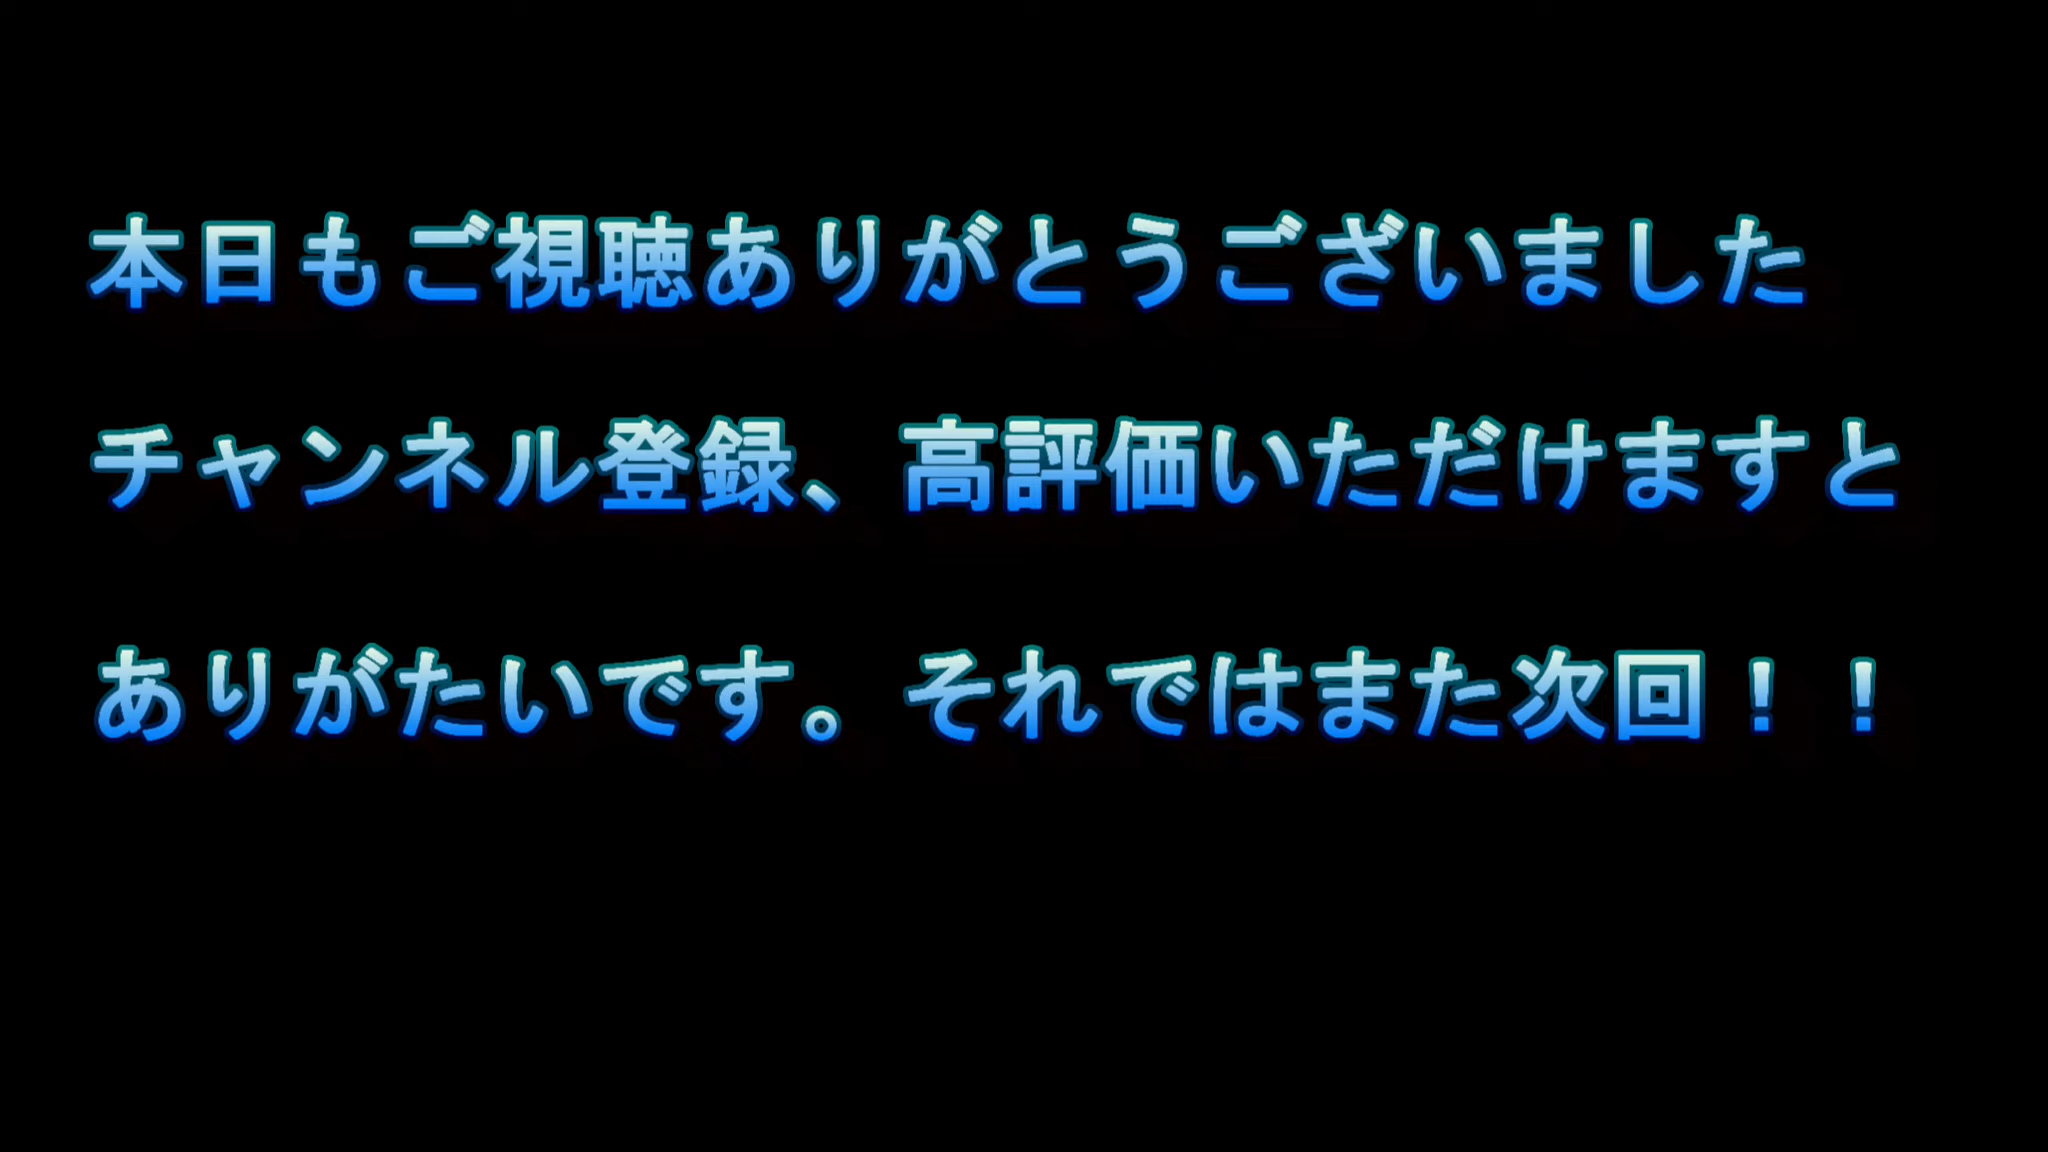 本日もご視聴ありがとうございました
チャンネル登録、高評価いただけますと
ありがたいです。それではまた次回！！